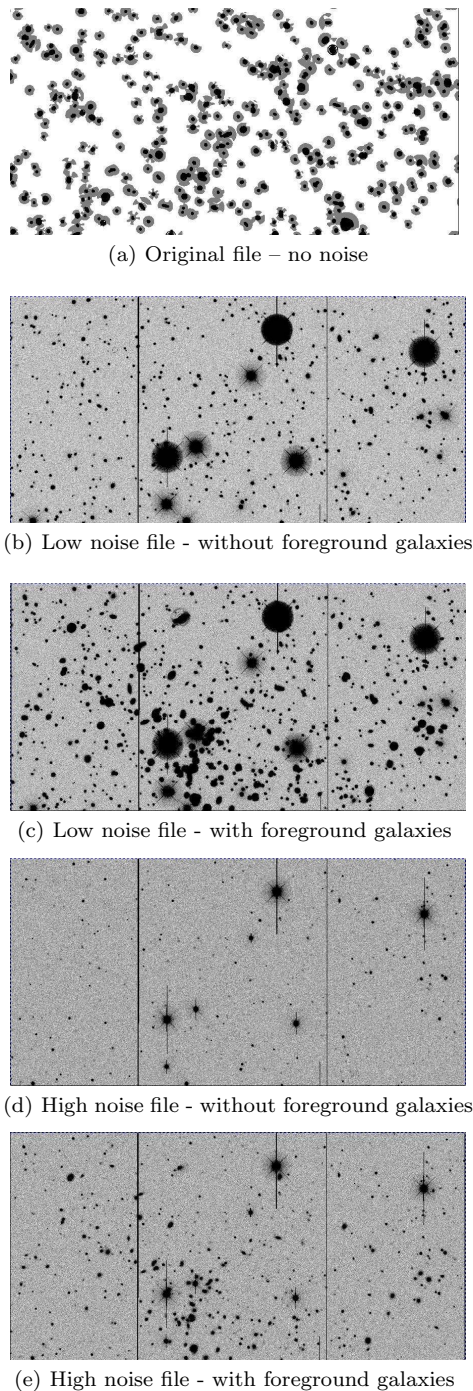 (a) Original file – no noise
(b) Low noise file - without foreground galaxies
(c) Low noise file - with foreground galaxies
(d) High noise file - without foreground galaxies
(e) High noise file - with foreground galaxies